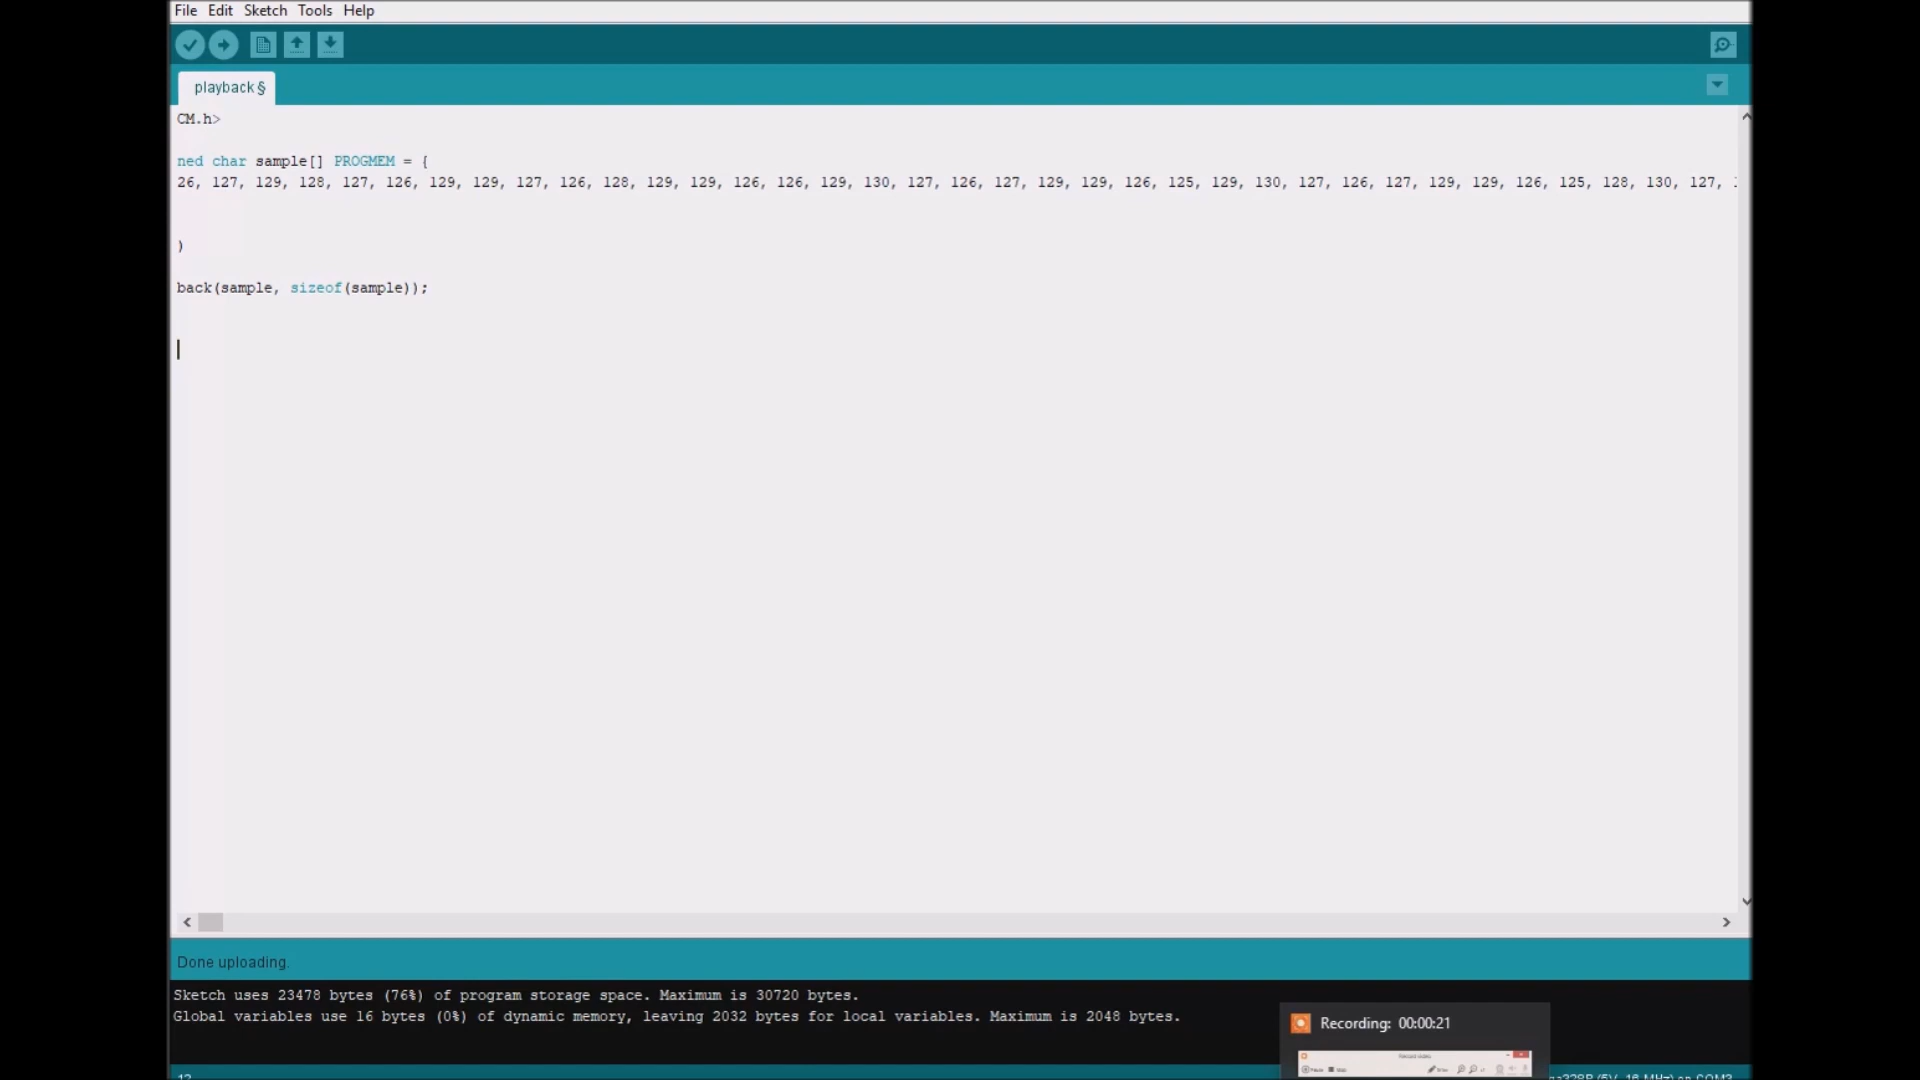 File Edit Sketch Tools Help
playback §
CM.h>
ned char sample[] PROGMEM = {
26, 127, 129, 128, 127, 126, 129, 129, 127, 126, 128, 129, 129, 126, 126, 129, 130, 127, 126, 127, 129, 129, 126, 125, 129, 130, 127, 126, 127, 129, 129, 126, 125, 128, 130, 127,
)
back(sample, sizeof(sample));
Done uploading.
Sketch uses 23478 bytes (76%) of program storage space. Maximum is 30720 bytes.
Global variables use 16 bytes (0%) of dynamic memory, leaving 2032 bytes for local variables. Maximum is 2048 bytes.
Recording: 00:00:21
Record video